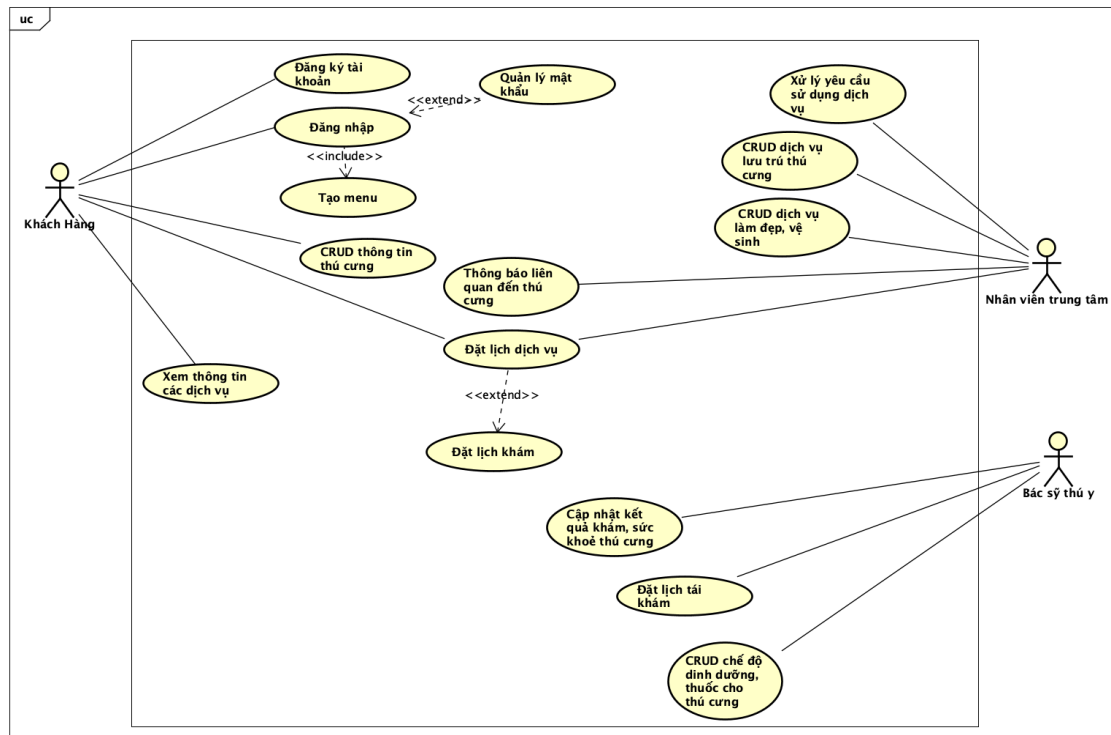 uc
Đăng ký tài
khoản
Quản lý mật
khẩu
<<extend>>
Đăng nhập
<<include>>
Tạo menu
Xử lý yêu cầu
sử dụng dịch
vụ
CRUD dịch vụ
lưu trú thú
cưng
CRUD dịch vụ
làm đẹp, vệ
sinh
Khách Hàng
CRUD thông tin
thú cưng
Thông báo liên
quan đến thú
cưng
Nhân viên trung tâm
Đặt lịch dịch vụ
Xem thông tin
các dịch vụ
<<extend>>
Đặt lịch khám
Bác sỹ thú y
Cập nhật kết
quả khám, sức
khoẻ thú cưng
Đặt lịch tái
khám
CRUD chế độ
dinh dưỡng,
thuốc cho
thú cưng